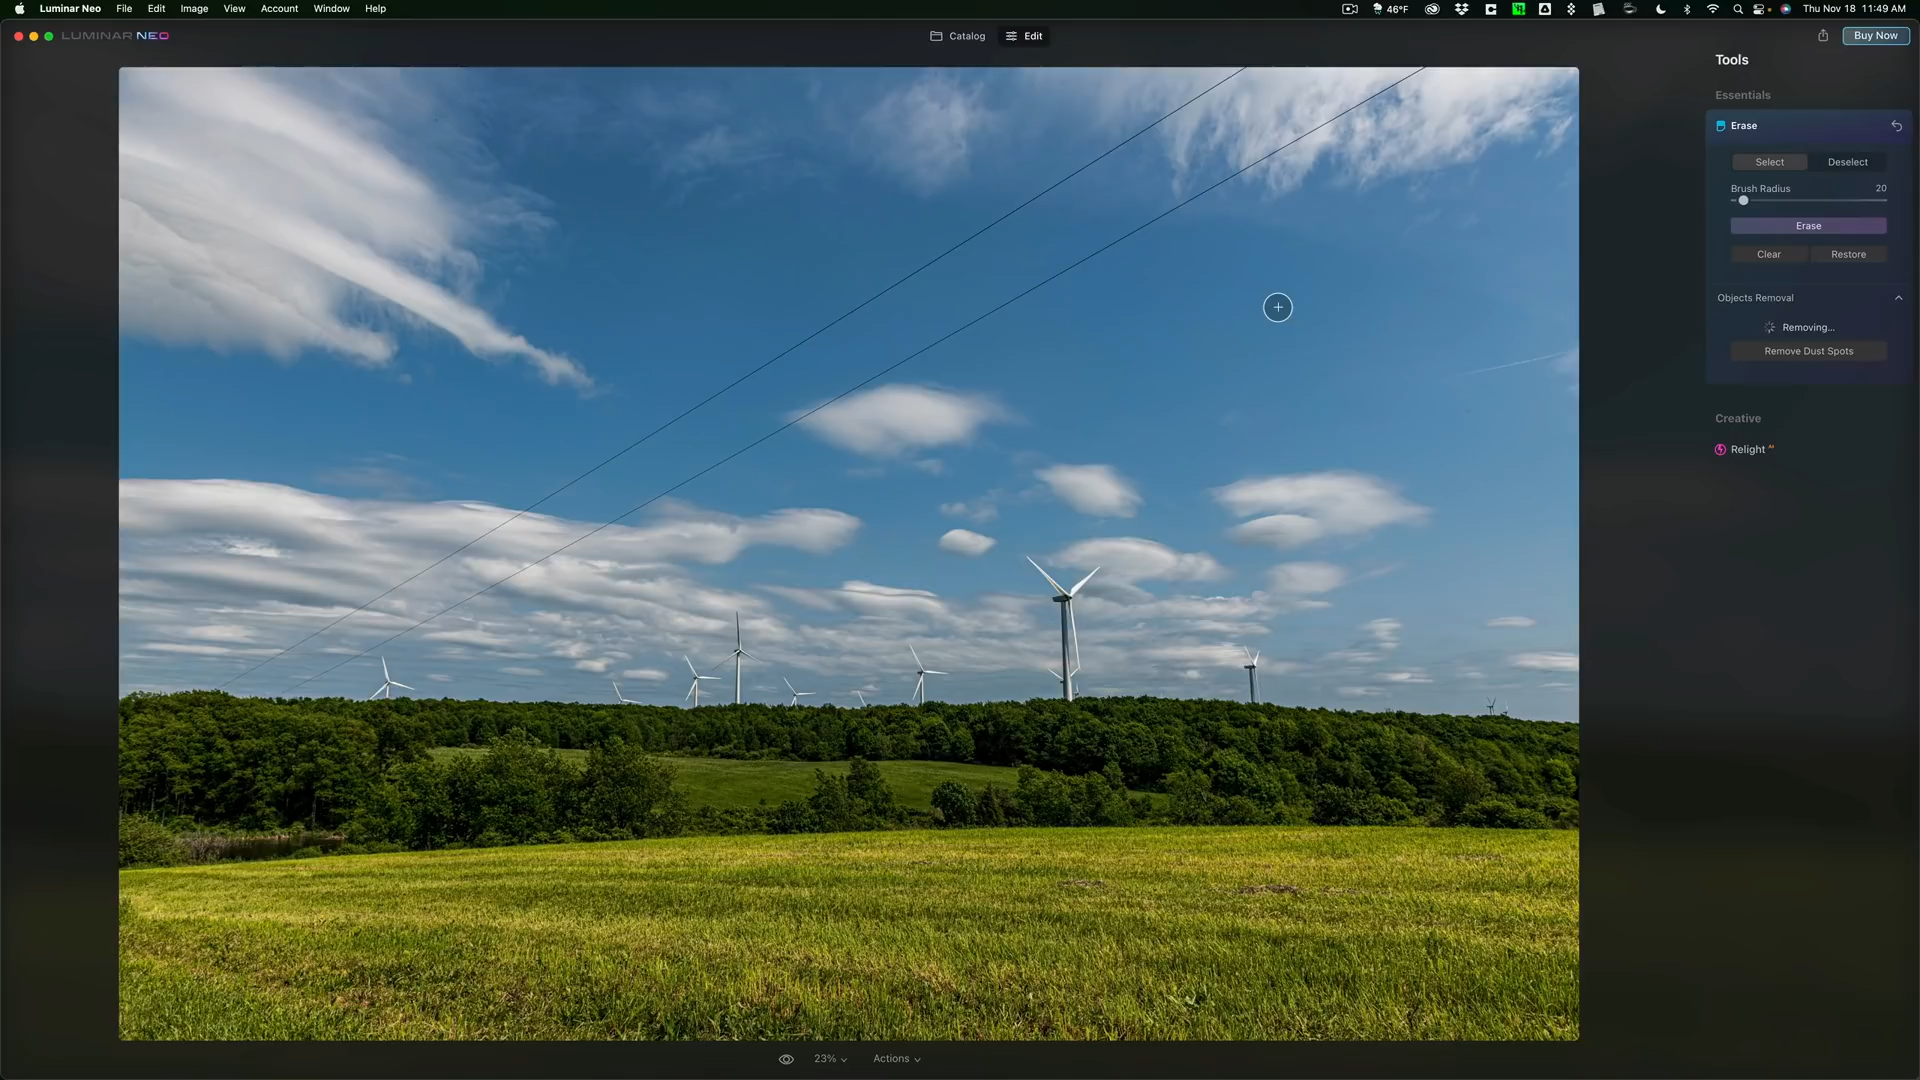 Luminar Neo File Edit Image View Account Window Help 46°F Thu Nov 18 11:49 AM
LUMINAR NEO Catalog Edit Buy Now
Tools
Essentials
Erase
Select Deselect
Brush Radius 20
Erase
Clear Restore
Objects Removal
Removing...
Remove Dust Spots
Creative
Relight AI
23% Actions